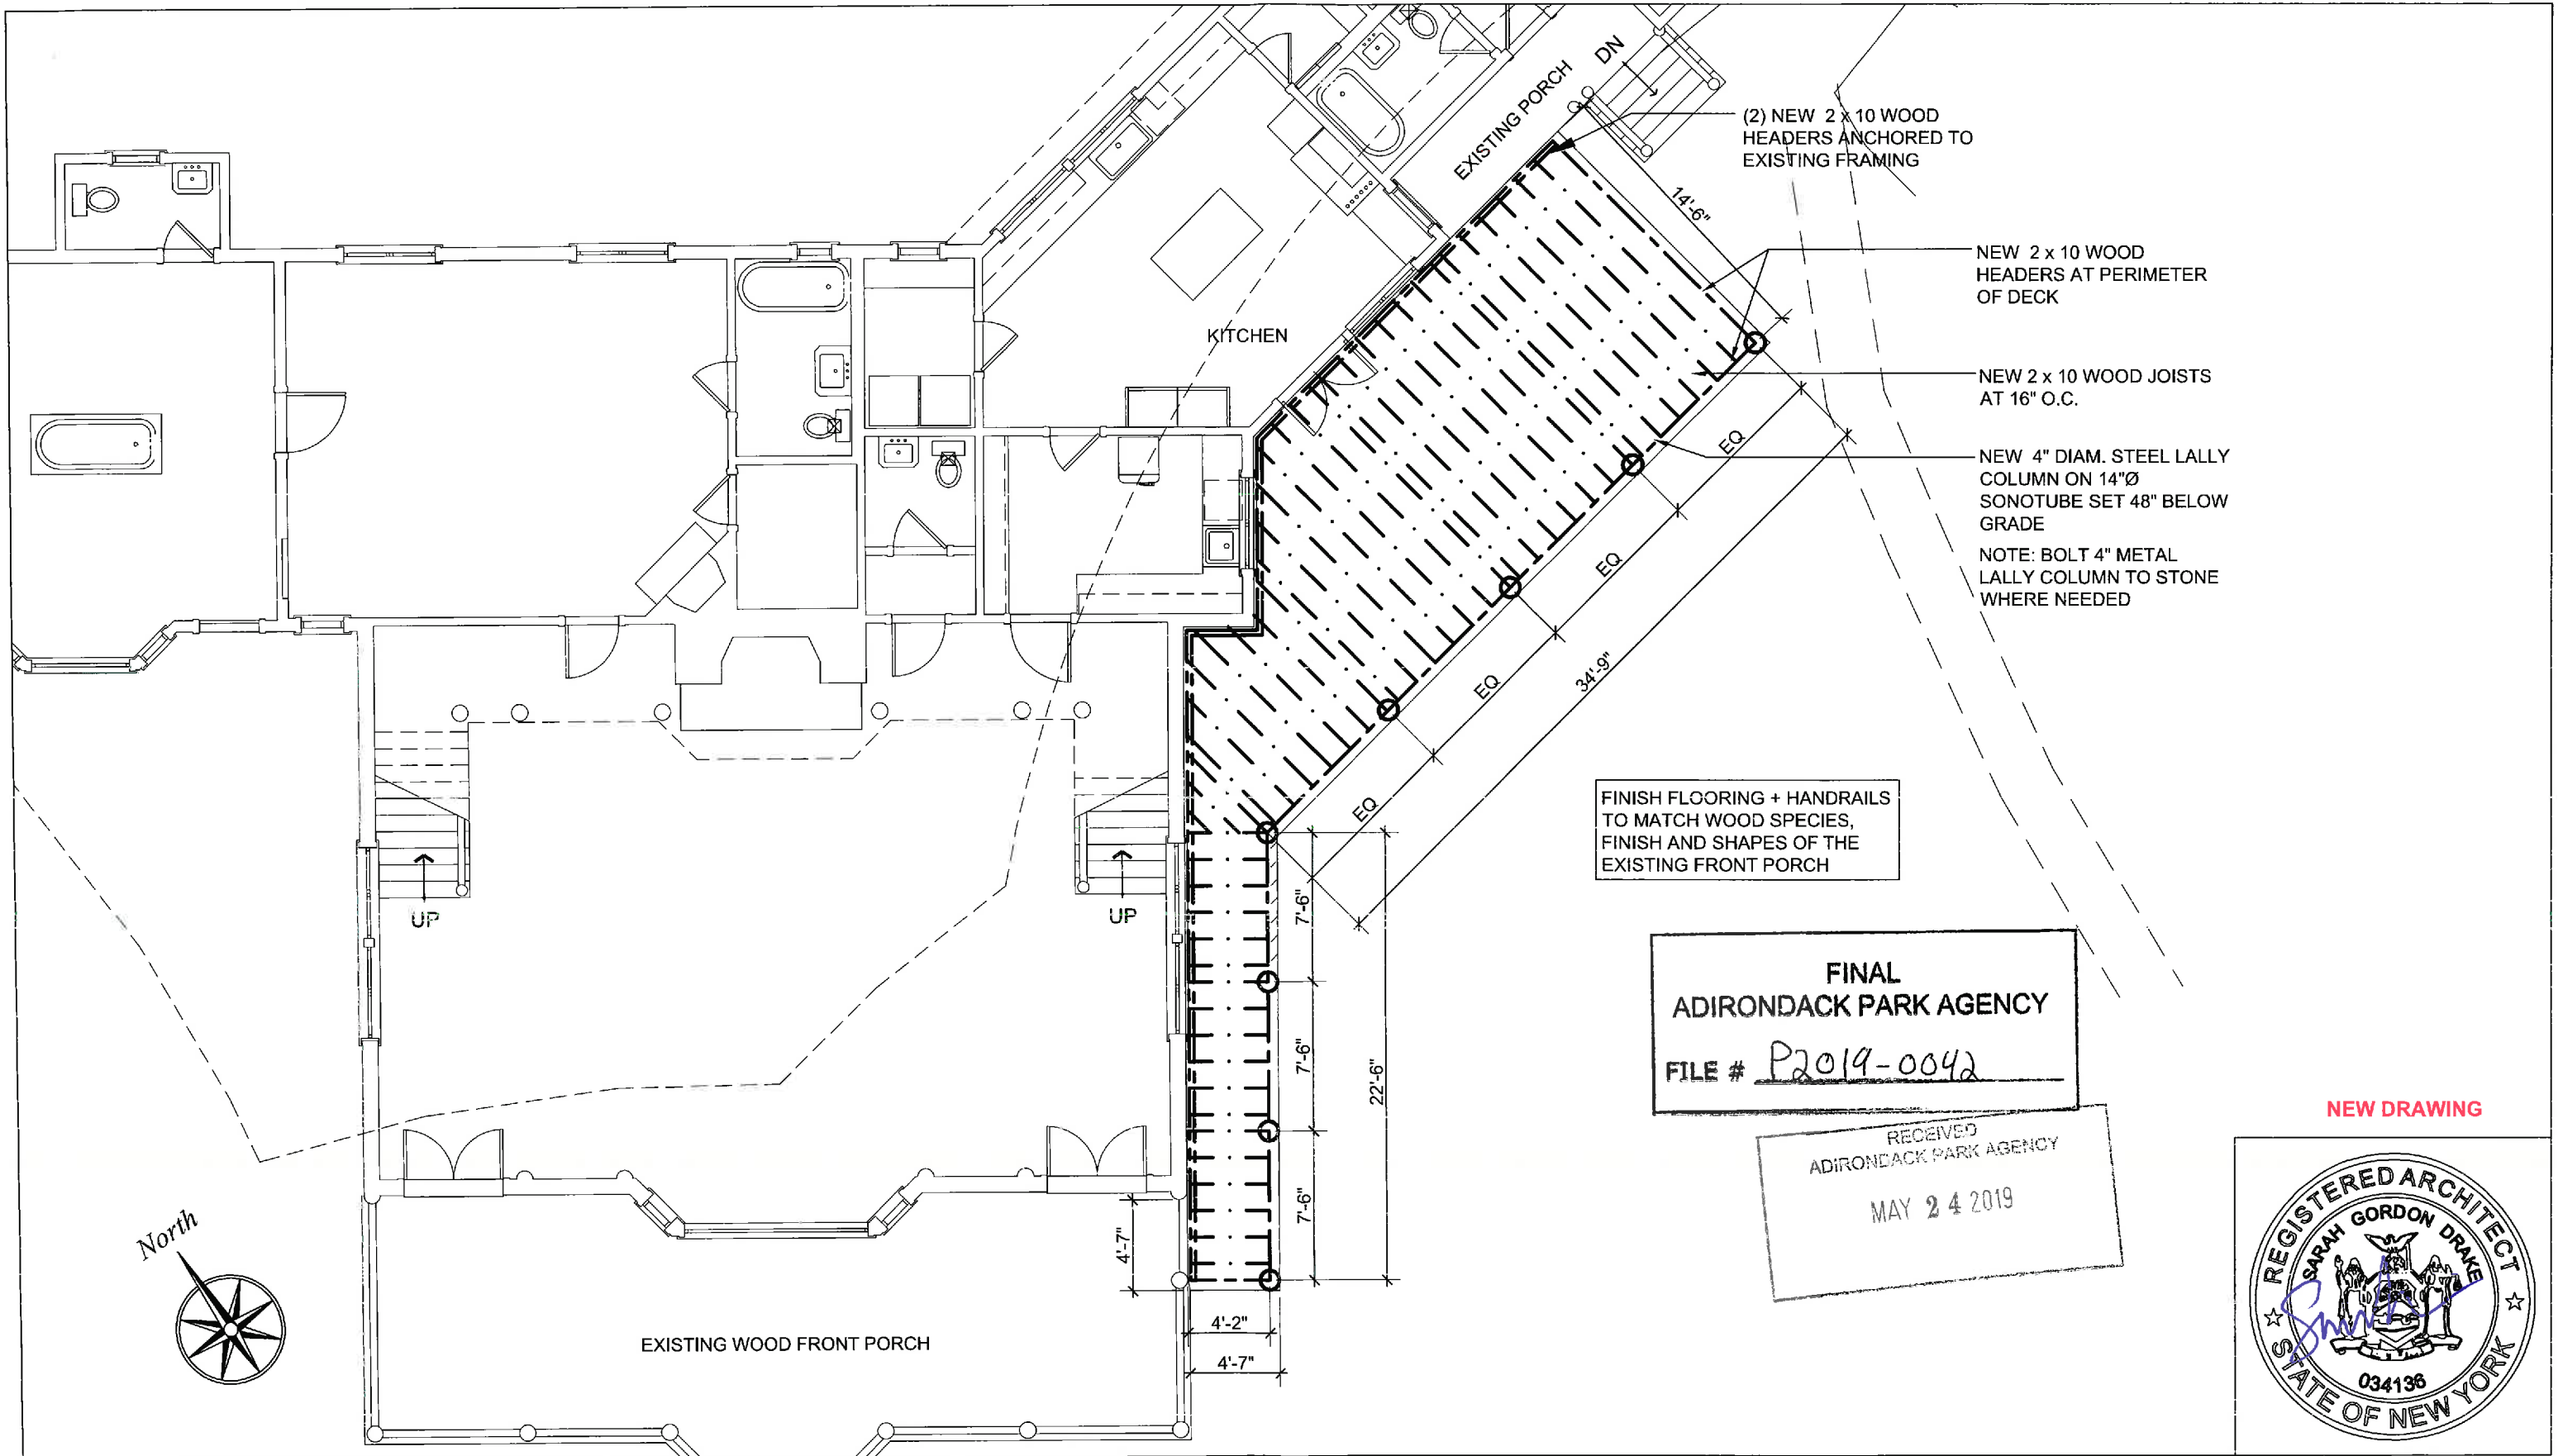 EXISTING PORCH
DN
(2) NEW 2 x 10 WOOD
HEADERS ANCHORED TO
EXISTING FRAMING
14'-6"
NEW 2 x 10 WOOD
HEADERS AT PERIMETER
OF DECK
KITCHEN
NEW 2 x 10 WOOD JOISTS
AT 16" O.C.
NEW 4" DIAM. STEEL LALLY
COLUMN ON 14"Ø
SONOTUBE SET 48" BELOW
GRADE
NOTE: BOLT 4" METAL
LALLY COLUMN TO STONE
WHERE NEEDED
EQ
EQ
EQ
EQ
34'-9"
FINISH FLOORING + HANDRAILS
TO MATCH WOOD SPECIES,
FINISH AND SHAPES OF THE
EXISTING FRONT PORCH
UP
UP
7'-6"
7'-6"
7'-6"
22'-6"
4'-7"
4'-2"
4'-7"
EXISTING WOOD FRONT PORCH
North
FINAL
ADIRONDACK PARK AGENCY
FILE # P2019-0042
RECEIVED
ADIRONDACK PARK AGENCY
MAY 24 2019
NEW DRAWING
REGISTERED ARCHITECT
SARAH GORDON DRAKE
034136
STATE OF NEW YORK